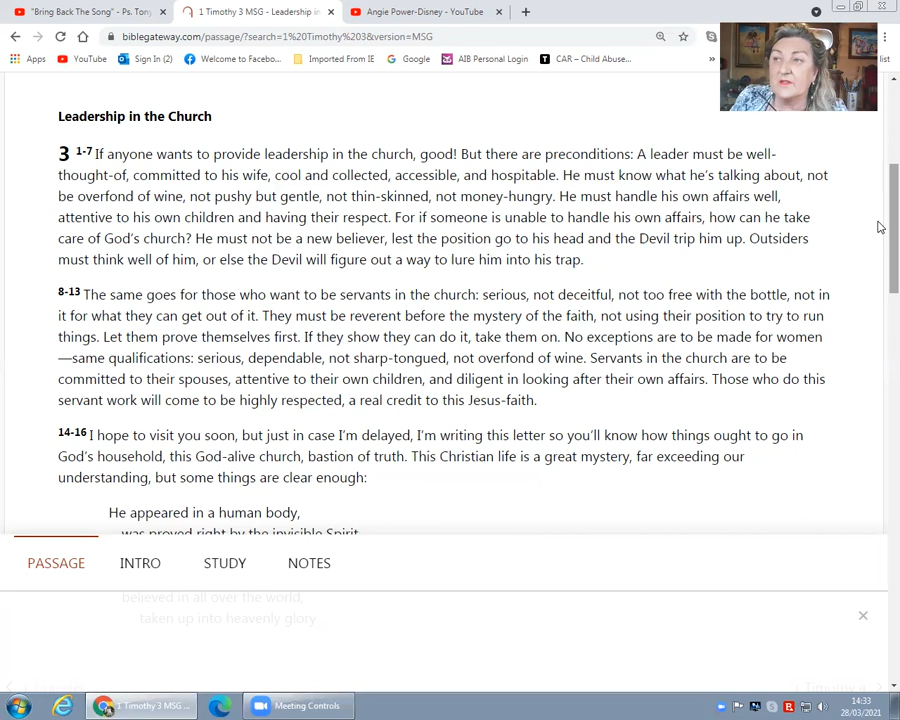 "Bring Back The Song" - Ps. Tony
1 Timothy 3 MSG - Leadership in
Angie Power-Disney - YouTube
biblegateway.com/passage/?search=1%20Timothy%203&version=MSG
Apps YouTube Sign In (2) Welcome to Facebo... Imported From IE Google AIB Personal Login CAR – Child Abuse... » list
Leadership in the Church
3 1-7 If anyone wants to provide leadership in the church, good! But there are preconditions: A leader must be well-
thought-of, committed to his wife, cool and collected, accessible, and hospitable. He must know what he's talking about, not
be overfond of wine, not pushy but gentle, not thin-skinned, not money-hungry. He must handle his own affairs well,
attentive to his own children and having their respect. For if someone is unable to handle his own affairs, how can he take
care of God's church? He must not be a new believer, lest the position go to his head and the Devil trip him up. Outsiders
must think well of him, or else the Devil will figure out a way to lure him into his trap.
8-13 The same goes for those who want to be servants in the church: serious, not deceitful, not too free with the bottle, not in
it for what they can get out of it. They must be reverent before the mystery of the faith, not using their position to try to run
things. Let them prove themselves first. If they show they can do it, take them on. No exceptions are to be made for women
—same qualifications: serious, dependable, not sharp-tongued, not overfond of wine. Servants in the church are to be
committed to their spouses, attentive to their own children, and diligent in looking after their own affairs. Those who do this
servant work will come to be highly respected, a real credit to this Jesus-faith.
14-16 I hope to visit you soon, but just in case I'm delayed, I'm writing this letter so you'll know how things ought to go in
God's household, this God-alive church, bastion of truth. This Christian life is a great mystery, far exceeding our
understanding, but some things are clear enough:
He appeared in a human body,
was proved right by the invisible Spirit
PASSAGE INTRO STUDY NOTES
believed in all over the world,
taken up into heavenly glory
1 Timothy 3 MSG ...
Meeting Controls
14:33
28/03/2021